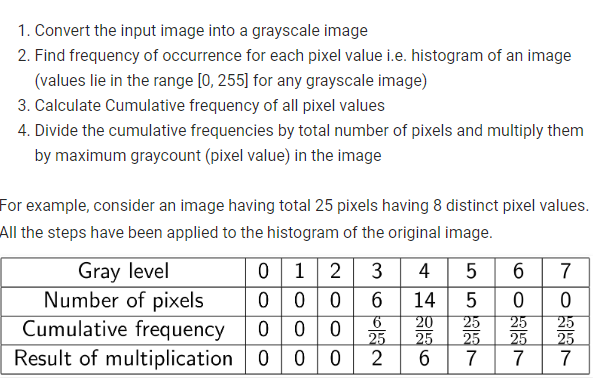 1. Convert the input image into a grayscale image
2. Find frequency of occurrence for each pixel value i.e. histogram of an image
(values lie in the range [0, 255] for any grayscale image)
3. Calculate Cumulative frequency of all pixel values
4. Divide the cumulative frequencies by total number of pixels and multiply them
by maximum graycount (pixel value) in the image
For example, consider an image having total 25 pixels having 8 distinct pixel values.
All the steps have been applied to the histogram of the original image.
Gray level 0 1 2 3 4 5 6 7
Number of pixels 0 0 0 6 14 5 0 0
Cumulative frequency 0 0 0 6/25 20/25 25/25 25/25 25/25
Result of multiplication 0 0 0 2 6 7 7 7